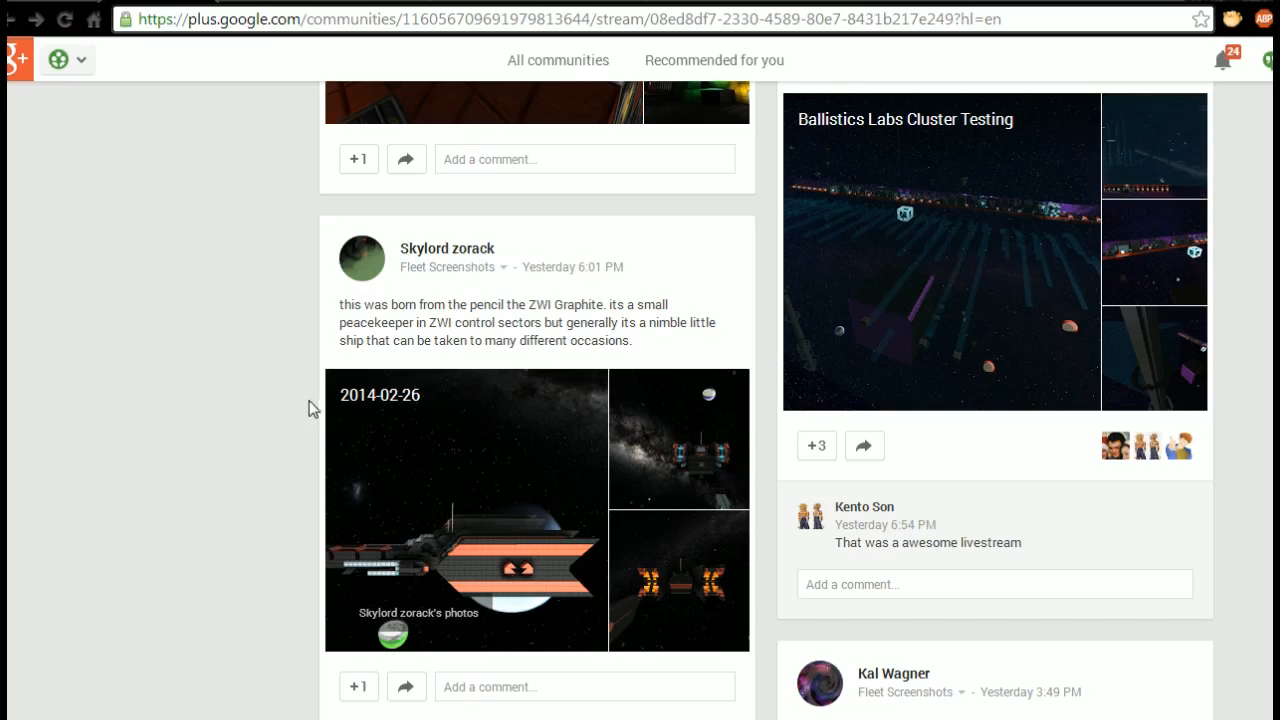 https://plus.google.com/communities/116056709691979813644/stream/08ed8df7-2330-4589-80e7-8431b217e249?hl=en
ABP
g+
All communities
Recommended for you
24
+1
Add a comment...
Skylord zorack
Fleet Screenshots - Yesterday 6:01 PM
this was born from the pencil the ZWI Graphite. its a small
peacekeeper in ZWI control sectors but generally its a nimble little
ship that can be taken to many different occasions.
2014-02-26
Skylord zorack's photos
+1
Add a comment...
Ballistics Labs Cluster Testing
+3
Kento Son
Yesterday 6:54 PM
That was a awesome livestream
Add a comment...
Kal Wagner
Fleet Screenshots - Yesterday 3:49 PM